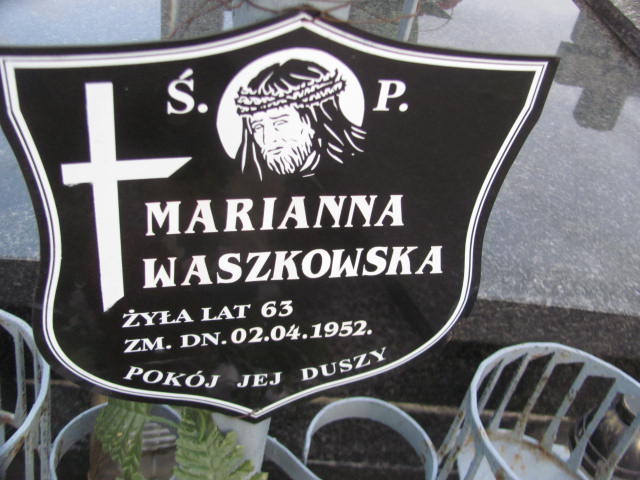 Ś. P.
MARIANNA
WASZKOWSKA
ŻYŁA LAT 63
ZM. DN. 02.04.1952.
POKÓJ JEJ DUSZY